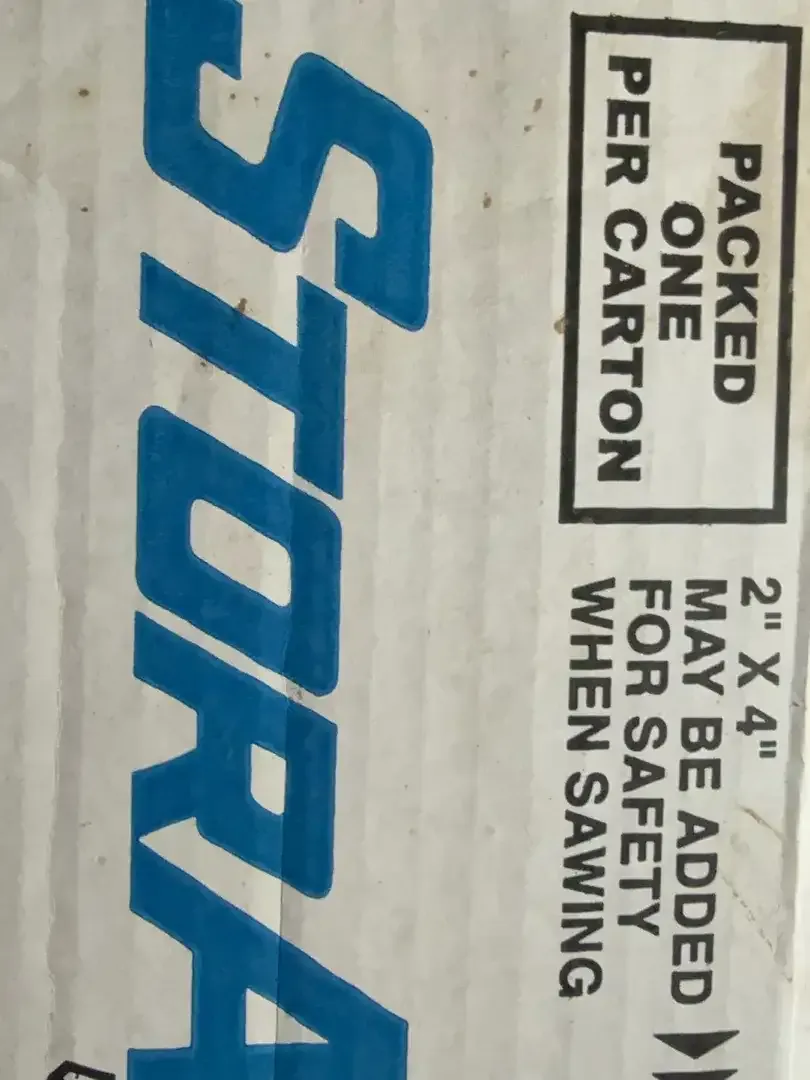 PACKED
ONE
PER CARTON
2" X 4"
MAY BE ADDED
FOR SAFETY
WHEN SAWING
STORA